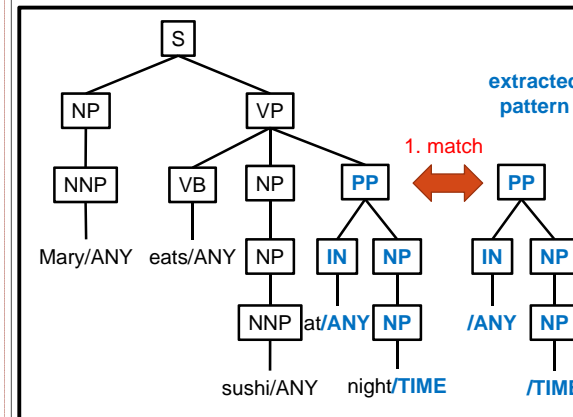 S
NP VP
extracted
pattern
1. match
NNP VB NP PP PP
Mary/ANY eats/ANY NP IN NP IN NP
NNP at/ANY NP /ANY NP
sushi/ANY night/TIME /TIME